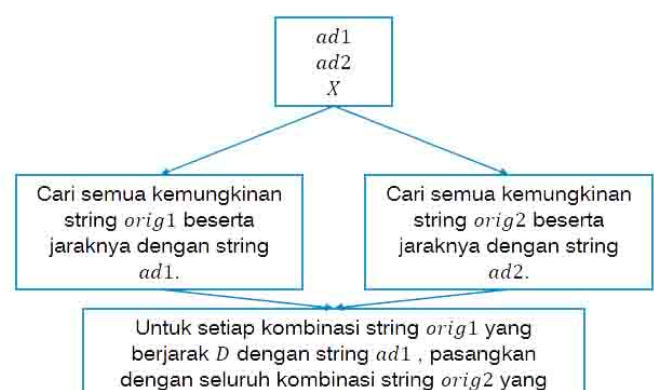 ad1
ad2
X
Cari semua kemungkinan
string orig1 beserta
jaraknya dengan string
ad1.
Cari semua kemungkinan
string orig2 beserta
jaraknya dengan string
ad2.
Untuk setiap kombinasi string orig1 yang
berjarak D dengan string ad1 , pasangkan
dengan seluruh kombinasi string orig2 yang